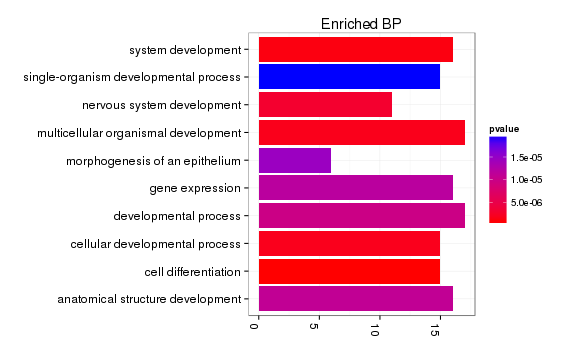 Enriched BP
system development
single-organism developmental process
nervous system development
multicellular organismal development
morphogenesis of an epithelium
gene expression
developmental process
cellular developmental process
cell differentiation
anatomical structure development
0
5
10
15
pvalue
1.5e-05
1.0e-05
5.0e-06